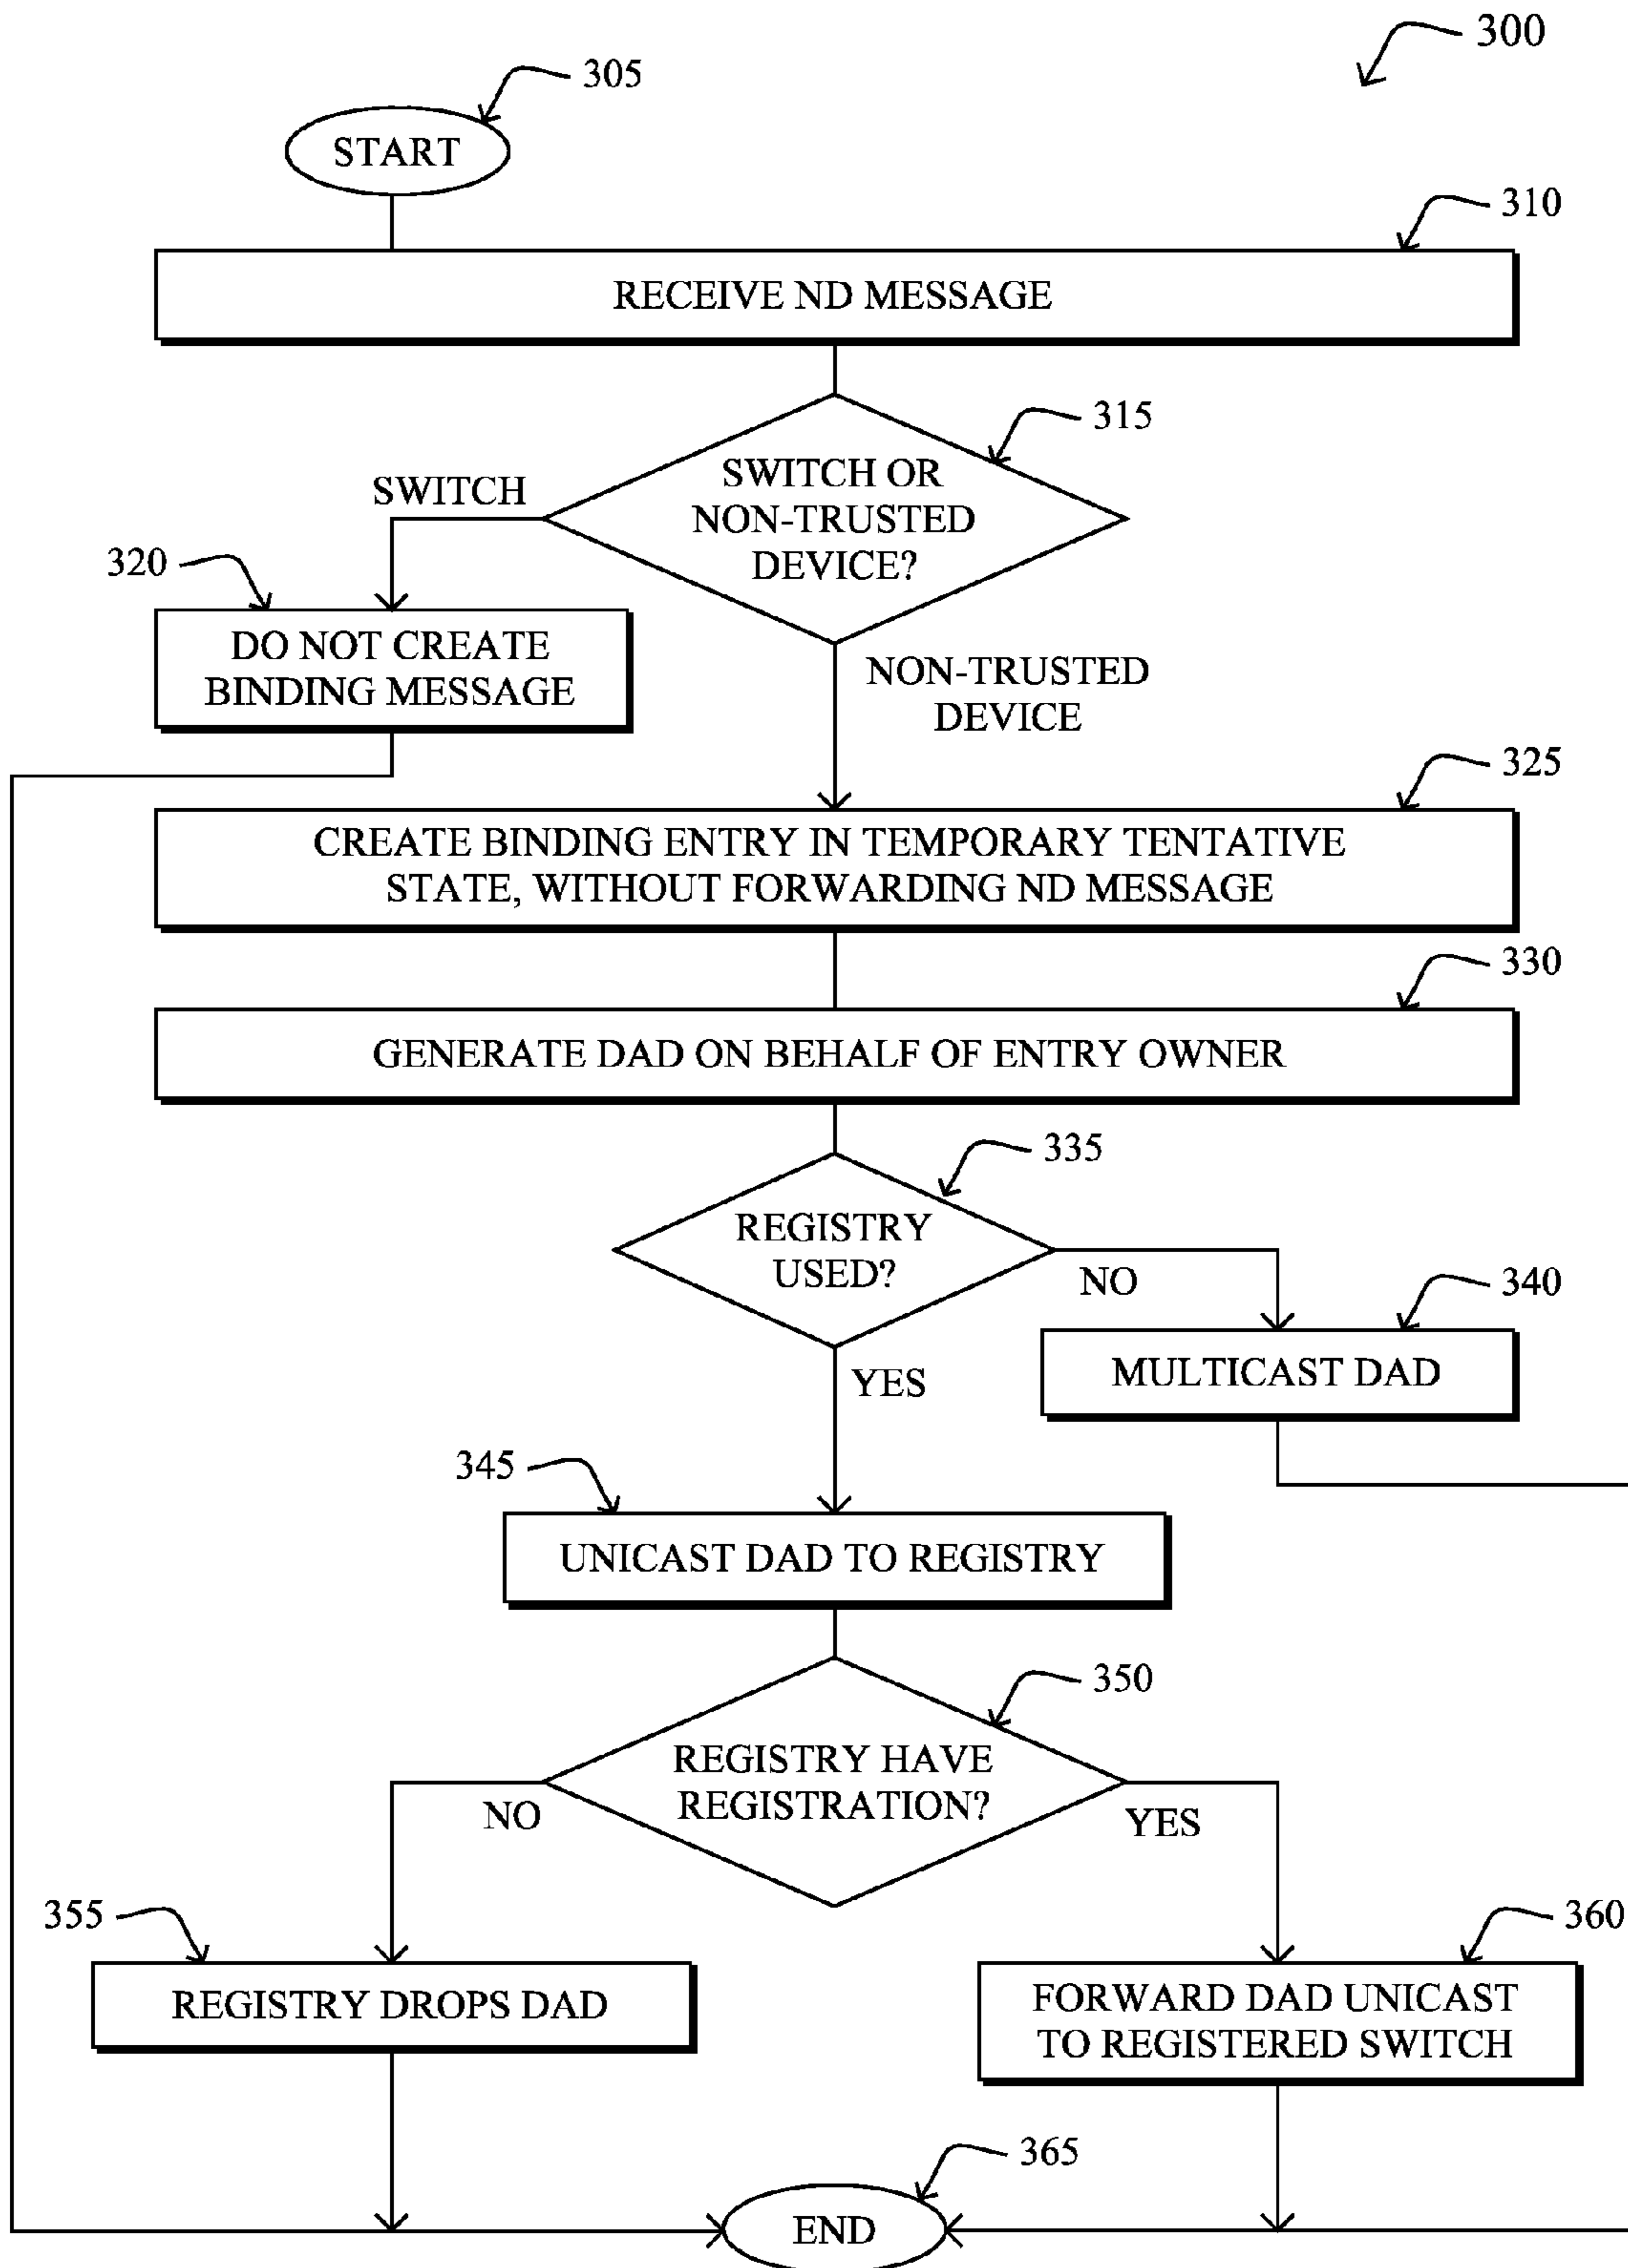 300
305
START
310
RECEIVE ND MESSAGE
315
SWITCH OR
NON-TRUSTED
DEVICE?
SWITCH
320
DO NOT CREATE
BINDING MESSAGE
NON-TRUSTED
DEVICE
325
CREATE BINDING ENTRY IN TEMPORARY TENTATIVE
STATE, WITHOUT FORWARDING ND MESSAGE
330
GENERATE DAD ON BEHALF OF ENTRY OWNER
335
REGISTRY
USED?
NO
340
MULTICAST DAD
YES
345
UNICAST DAD TO REGISTRY
350
REGISTRY HAVE
REGISTRATION?
NO
YES
355
REGISTRY DROPS DAD
360
FORWARD DAD UNICAST
TO REGISTERED SWITCH
365
END